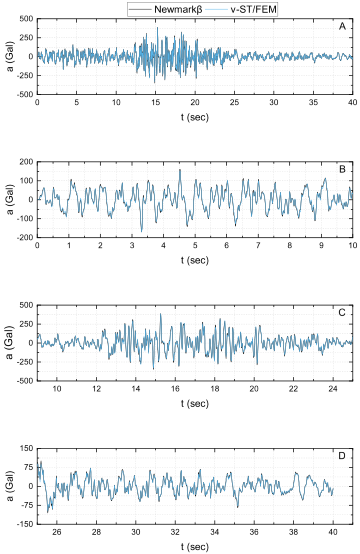 Newmarkβ v-ST/FEM
A
500
250
0
-250
-500
a (Gal)
0 5 10 15 20 25 30 35 40
t (sec)
B
200
100
0
100
200
a (Gal)
0 1 2 3 4 5 6 7 8 9 10
t (sec)
C
500
250
0
-250
-500
a (Gal)
10 12 14 16 18 20 22 24
t (sec)
D
150
75
0
-75
-150
a (Gal)
26 28 30 32 34 36 38 40
t (sec)